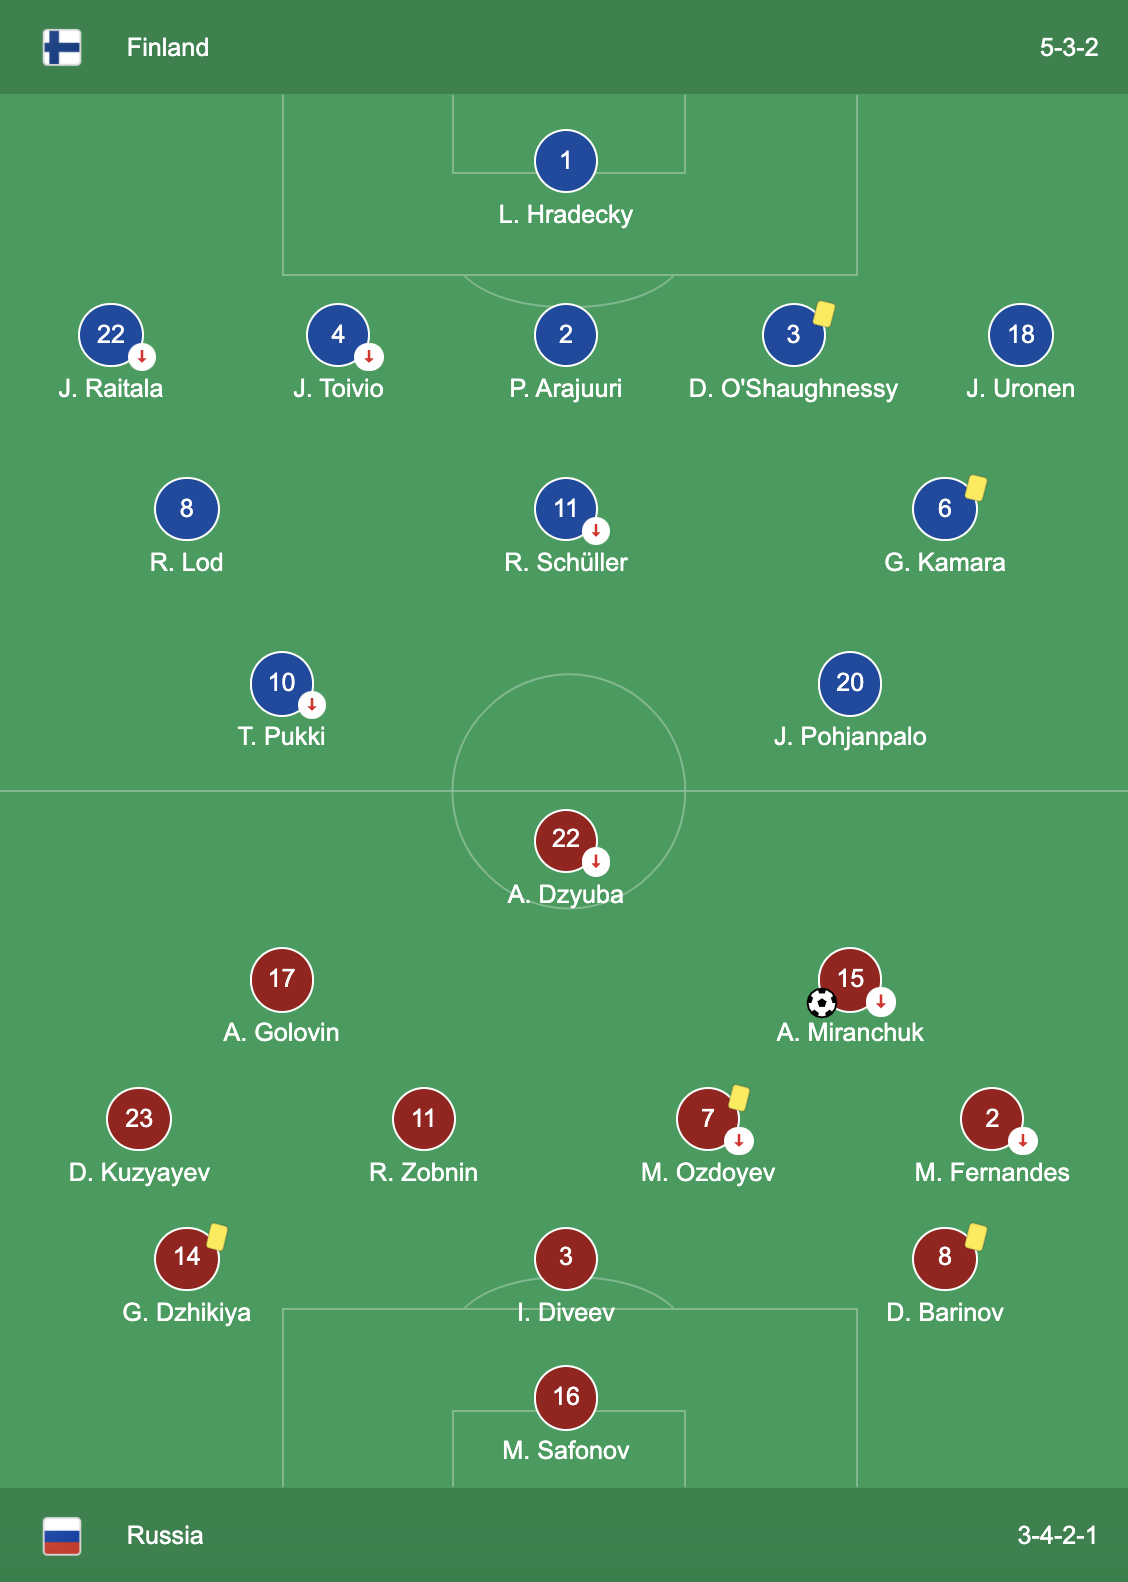 Finland 5-3-2
1
L. Hradecky
22 4 2 3 18
J. Raitala J. Toivio P. Arajuuri D. O'Shaughnessy J. Uronen
8 11 6
R. Lod R. Schüller G. Kamara
10 20
T. Pukki J. Pohjanpalo
22
A. Dzyuba
17 15
A. Golovin A. Miranchuk
23 11 7 2
D. Kuzyayev R. Zobnin M. Ozdoyev M. Fernandes
14 3 8
G. Dzhikiya I. Diveev D. Barinov
16
M. Safonov
Russia 3-4-2-1